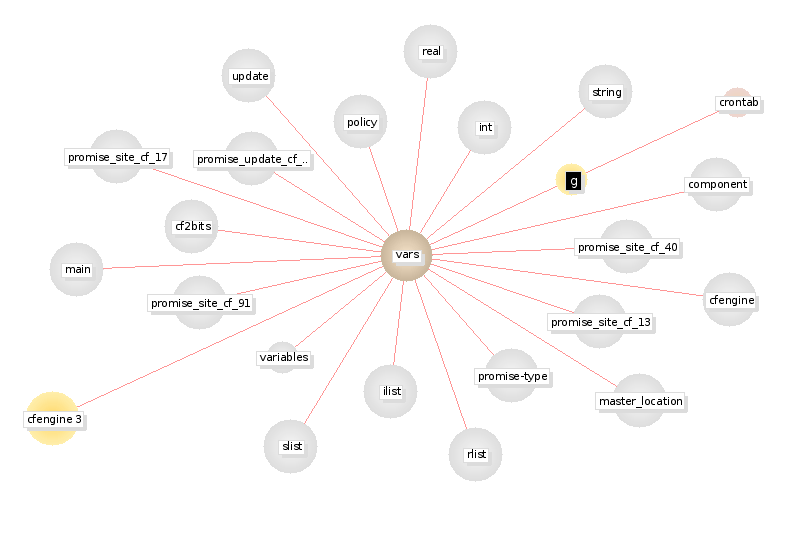 real
update
string
crontab
policy
int
promise_site_cf_17
promise_update_cf_..
g
component
cf2bits
promise_site_cf_40
vars
main
cfengine
promise_site_cf_91
promise_site_cf_13
variables
promise-type
ilist
master_location
cfengine 3
slist
rlist